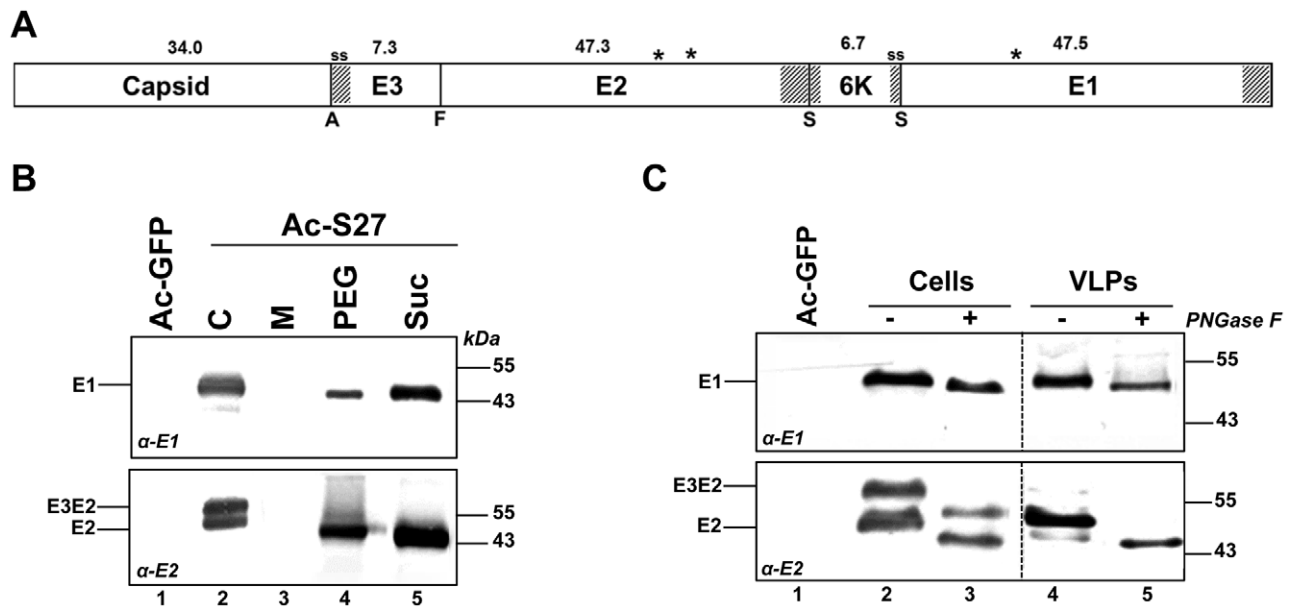 A
34.0 ss 7.3 47.3 * * 6.7 ss * 47.5
Capsid E3 E2 6K E1
A F S S
B
Ac-GFP
Ac-S27
C M PEG Suc
kDa
E1
55
43
α-E1
E3E2
E2
55
43
α-E2
1 2 3 4 5
C
Ac-GFP
Cells VLPs
- + - + PNGase F
E1
55
43
α-E1
E3E2
E2
55
43
α-E2
1 2 3 4 5